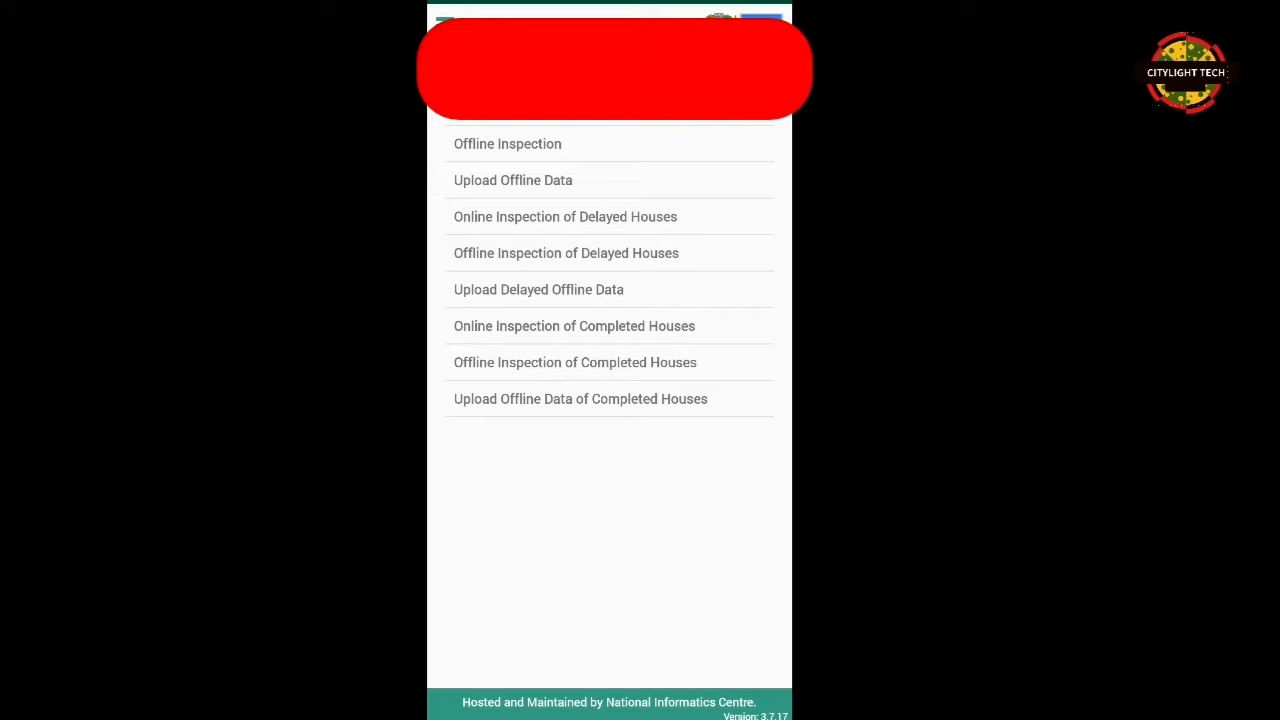 CITYLIGHT TECH
Offline Inspection
Upload Offline Data
Online Inspection of Delayed Houses
Offline Inspection of Delayed Houses
Upload Delayed Offline Data
Online Inspection of Completed Houses
Offline Inspection of Completed Houses
Upload Offline Data of Completed Houses
Hosted and Maintained by National Informatics Centre.
Version: 3.7.17